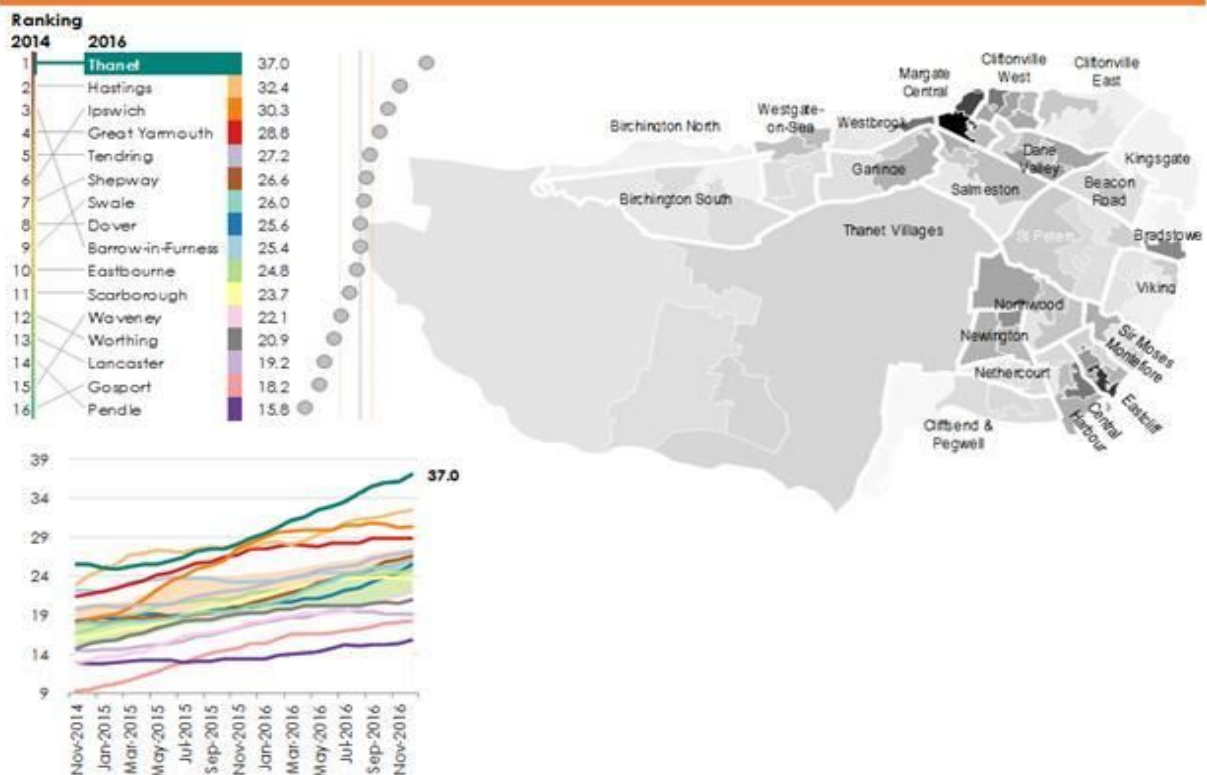 Ranking
2014 2016
1 Thanet 37.0
2 Hastings 32.4
3 Ipswich 30.3
4 Great Yarmouth 28.8
5 Tendring 27.2
6 Shepway 26.6
7 Swale 26.0
8 Dover 25.6
9 Barrow-in-Furness 25.4
10 Eastbourne 24.8
11 Scarborough 23.7
12 Waveney 22.1
13 Worthing 20.9
14 Lancaster 19.2
15 Gosport 18.2
16 Pendle 15.8
Birchington North
Westgate-
on-Sea
Westbrook
Margate
Central
Cliftonville
West
Cliftonville
East
Birchington South
Garlinge
Salmeston
Dane
Valley
Beacon
Road
Kingsgate
Thanet Villages
St Peters
Bradstowe
Viking
Northwood
Newington
Sir Moses
Montefiore
Nethercourt
Eastcliff
Central
Harbour
Cliffsend &
Pegwell
39
34
29
24
19
14
9
37.0
Nov-2014
Jan-2015
Mar-2015
May-2015
Jul-2015
Sep-2015
Nov-2015
Jan-2016
Mar-2016
May-2016
Jul-2016
Sep-2016
Nov-2016